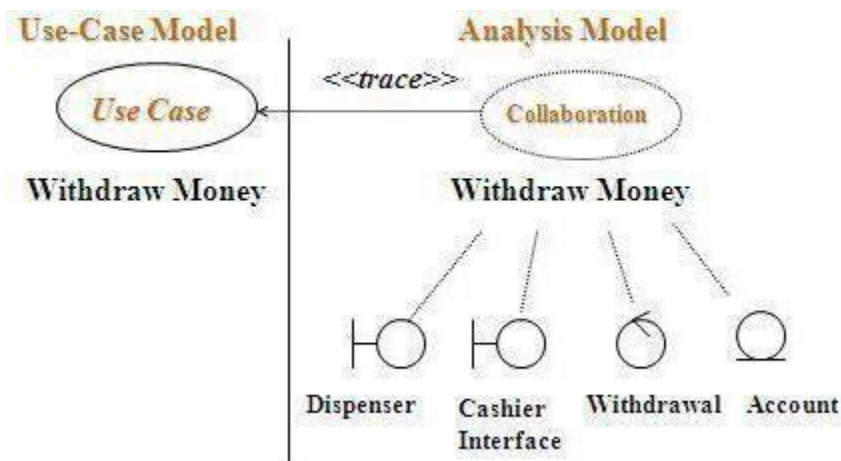 Use-Case Model
Analysis Model
<<trace>>
Use Case
Collaboration
Withdraw Money
Withdraw Money
Dispenser
Cashier
Interface
Withdrawal
Account